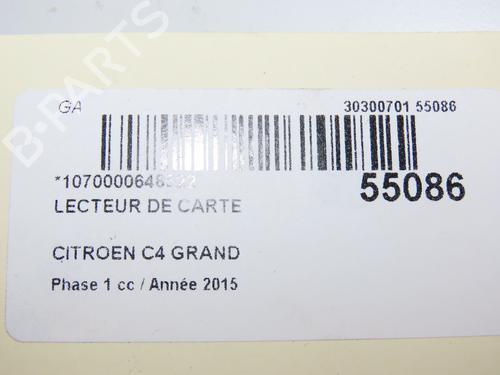 GA
30300701 55086
55086
LECTEUR DE CARTE
CITROEN C4 GRAND
Phase 1 cc / Année 2015
B-PARTS